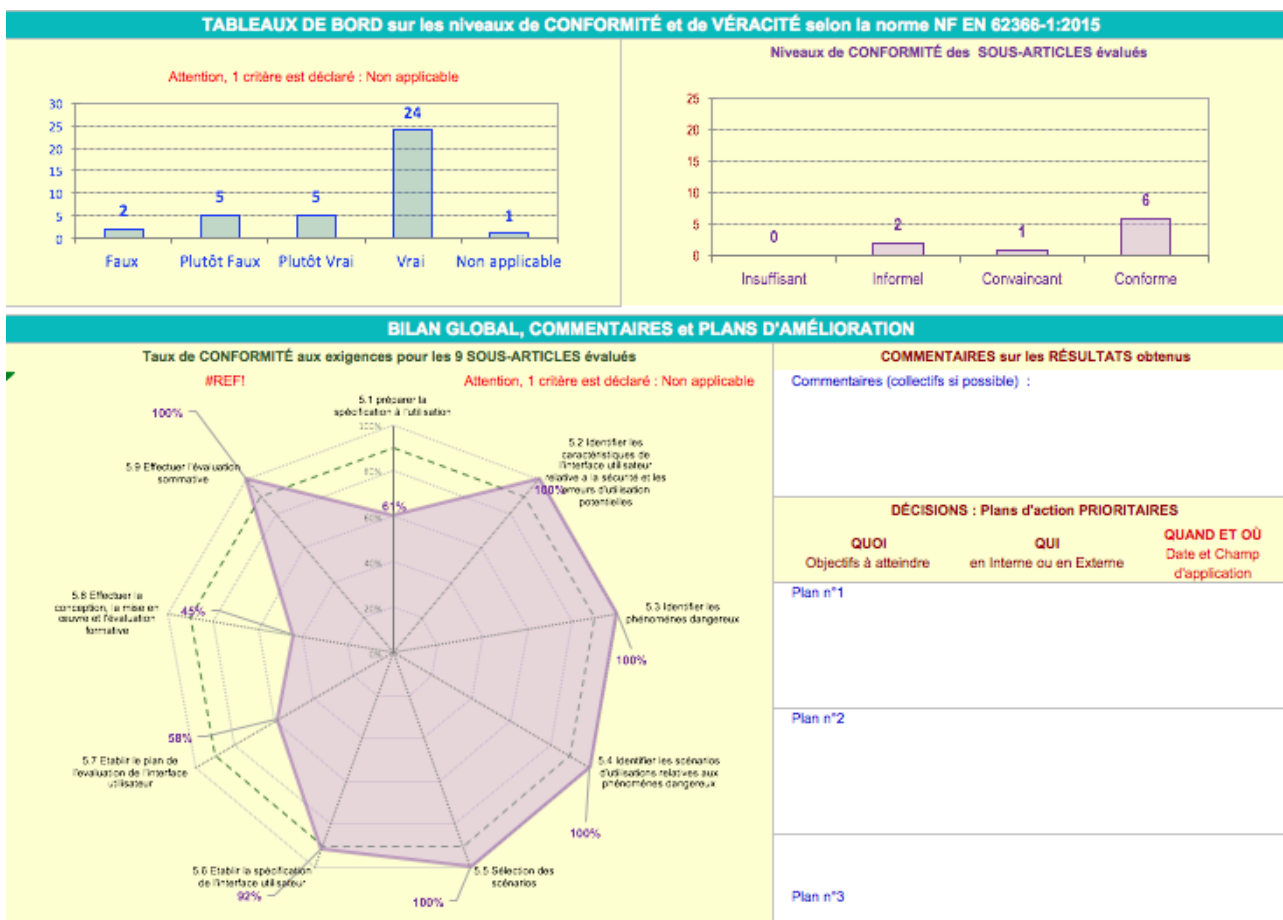 TABLEAUX DE BORD sur les niveaux de CONFORMITÉ et de VÉRACITÉ selon la norme NF EN 62366-1:2015
Attention, 1 critère est déclaré : Non applicable
30
25
20
15
10
5
0
2
5
5
24
1
Faux
Plutôt Faux
Plutôt Vrai
Vrai
Non applicable
Niveaux de CONFORMITÉ des SOUS-ARTICLES évalués
25
20
15
10
5
0
0
2
1
6
Insuffisant
Informel
Convaincant
Conforme
BILAN GLOBAL, COMMENTAIRES et PLANS D'AMÉLIORATION
Taux de CONFORMITÉ aux exigences pour les 9 SOUS-ARTICLES évalués
#REF!
Attention, 1 critère est déclaré : Non applicable
5.1 préparer la
spécification à l'utilisation
100%
80%
60%
40%
20%
0%
61%
5.2 Identifier les
caractéristiques de
l'interface utilisateur
relative a la sécurité et les
erreurs d'utilisation
potentielles
100%
5.3 Identifier les
phénomènes dangereux
100%
5.4 Identifier les scénarios
d'utilisations relatives aux
phénomènes dangereux
100%
5.5 Sélection des
scénarios
100%
5.6 Etablir la spécification
de l'interface utilisateur
92%
5.7 Etablir le plan de
l'evaluation de l'interface
utilisateur
58%
5.8 Effectuer la
conception, la mise en
œuvre et l'évaluation
formative
45%
5.9 Effectuer l'évaluation
sommative
100%
COMMENTAIRES sur les RÉSULTATS obtenus
Commentaires (collectifs si possible) :
DÉCISIONS : Plans d'action PRIORITAIRES
QUOI
Objectifs à atteindre
QUI
en Interne ou en Externe
QUAND ET OÙ
Date et Champ
d'application
Plan n°1
Plan n°2
Plan n°3